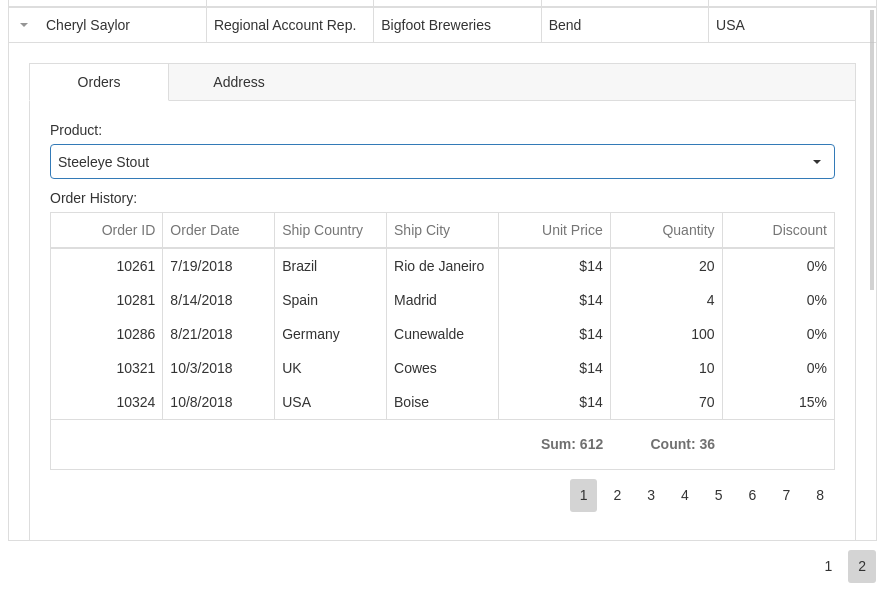 Cheryl Saylor Regional Account Rep. Bigfoot Breweries Bend USA
Orders Address
Product:
Steeleye Stout
Order History:
Order ID Order Date Ship Country Ship City Unit Price Quantity Discount
10261 7/19/2018 Brazil Rio de Janeiro $14 20 0%
10281 8/14/2018 Spain Madrid $14 4 0%
10286 8/21/2018 Germany Cunewalde $14 100 0%
10321 10/3/2018 UK Cowes $14 10 0%
10324 10/8/2018 USA Boise $14 70 15%
Sum: 612 Count: 36
1 2 3 4 5 6 7 8
1 2